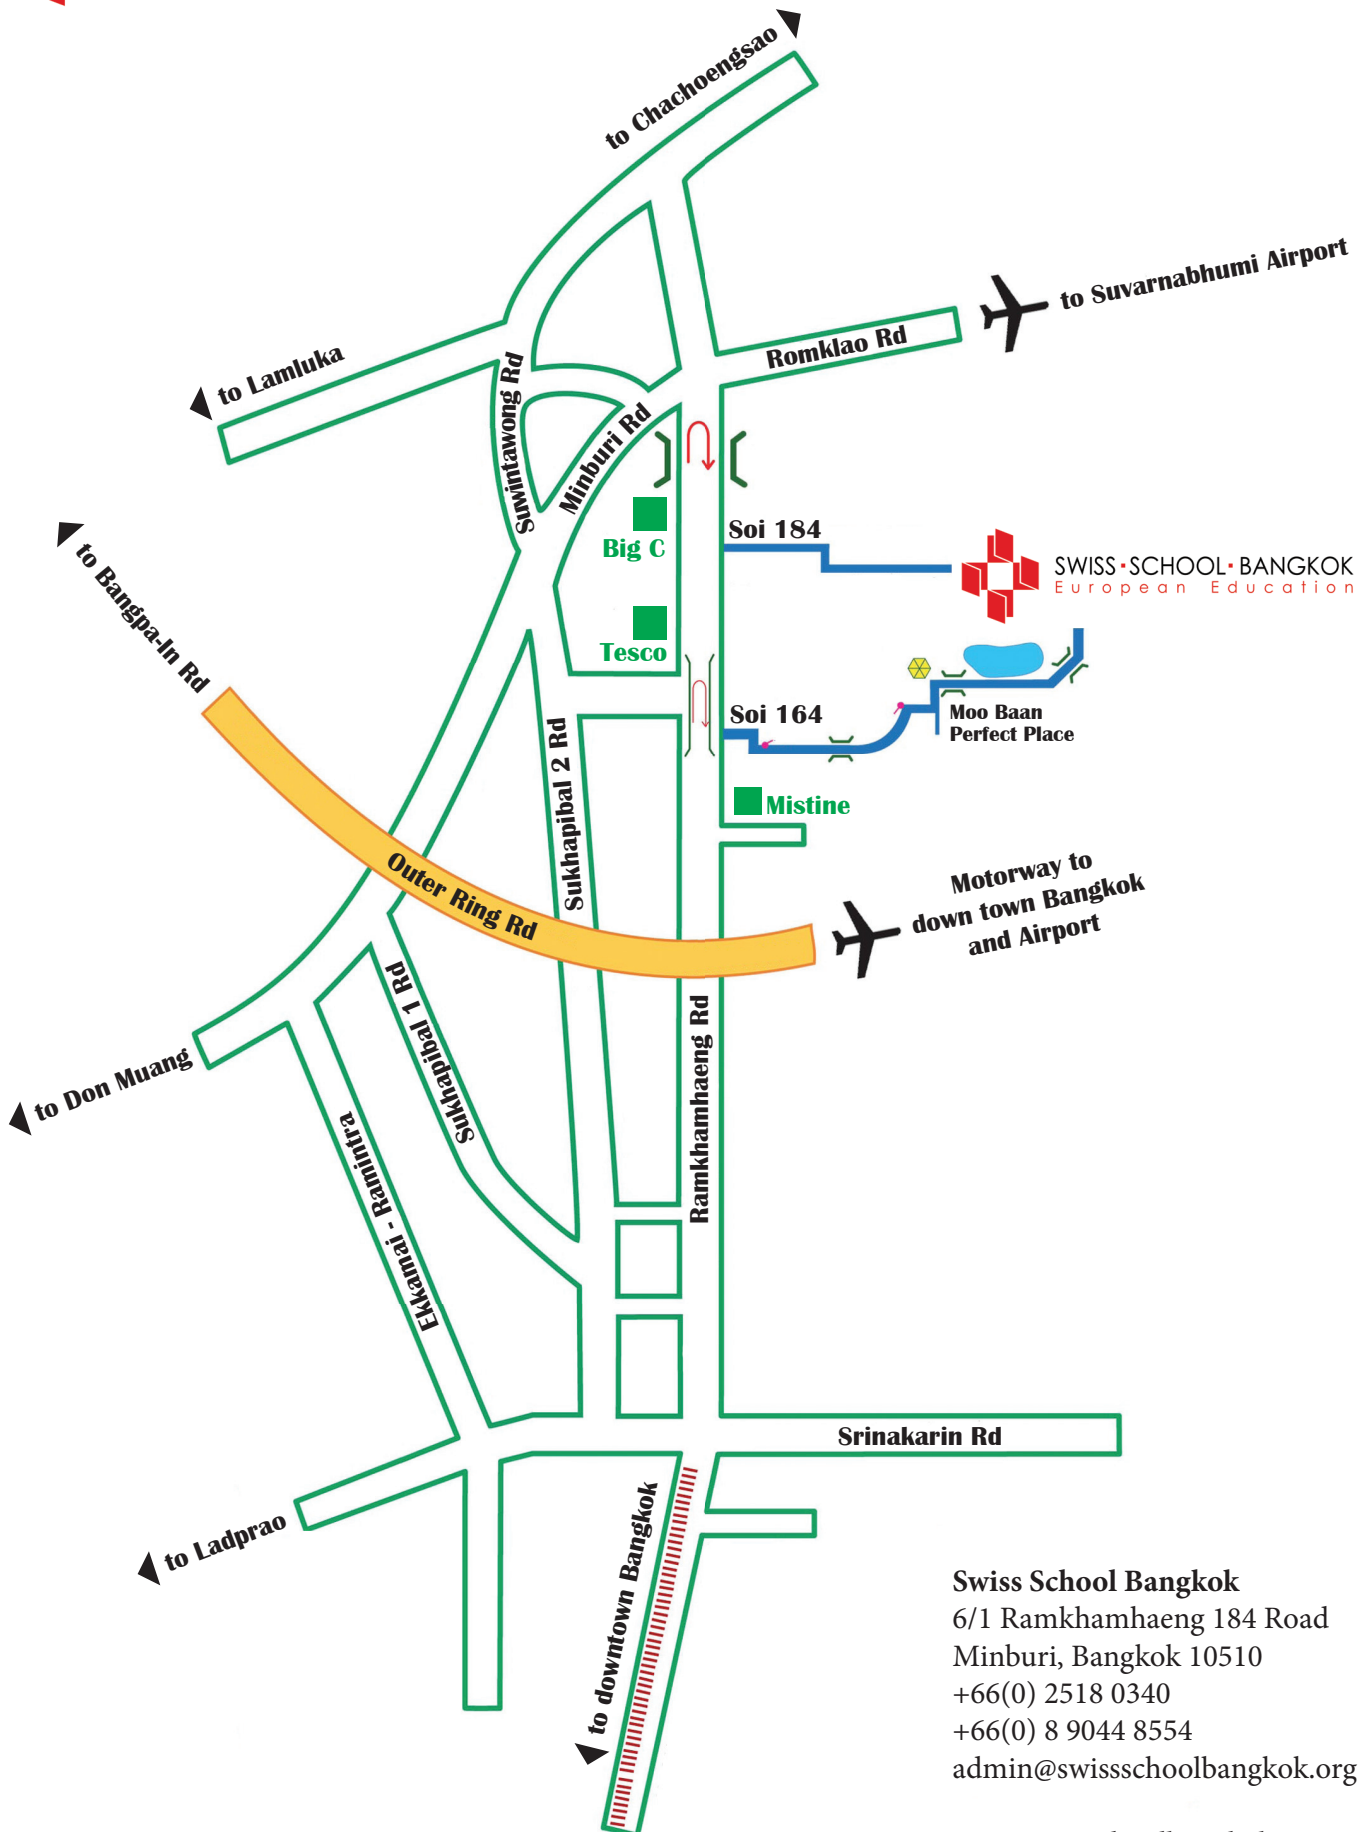 to Chachoengsao
to Suvarnabhumi Airport
Romklao Rd
to Lamluka
Suwintawong Rd
Minburi Rd
Big C
Soi 184
SWISS·SCHOOL·BANGKOK
European Education
to Bangpa-In Rd
Tesco
Soi 164
Moo Baan
Perfect Place
Sukhapibal 2 Rd
Mistine
Outer Ring Rd
Motorway to
down town Bangkok
and Airport
Sukhapibal 1 Rd
Ramkhamhaeng Rd
to Don Muang
Ekkamai - Ramintra
Srinakarin Rd
to Ladprao
to downtown Bangkok
Swiss School Bangkok
6/1 Ramkhamhaeng 184 Road
Minburi, Bangkok 10510
+66(0) 2518 0340
+66(0) 8 9044 8554
admin@swissschoolbangkok.org